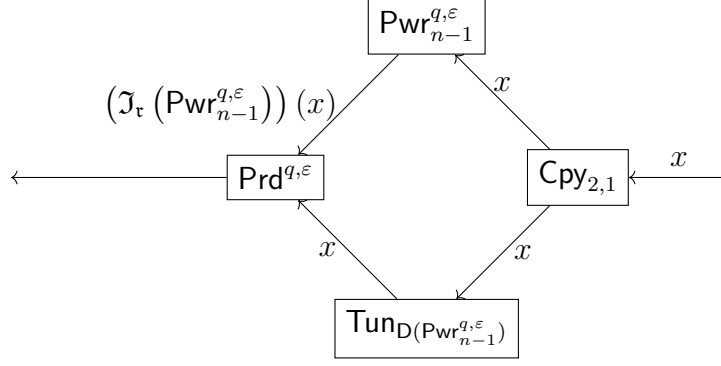 Pwr^{q,ε}_{n−1}
(ℑ_𝔯 (Pwr^{q,ε}_{n−1})) (x)
x
x
Prd^{q,ε}
Cpy_{2,1}
x
x
Tun_{D(Pwr^{q,ε}_{n−1})}